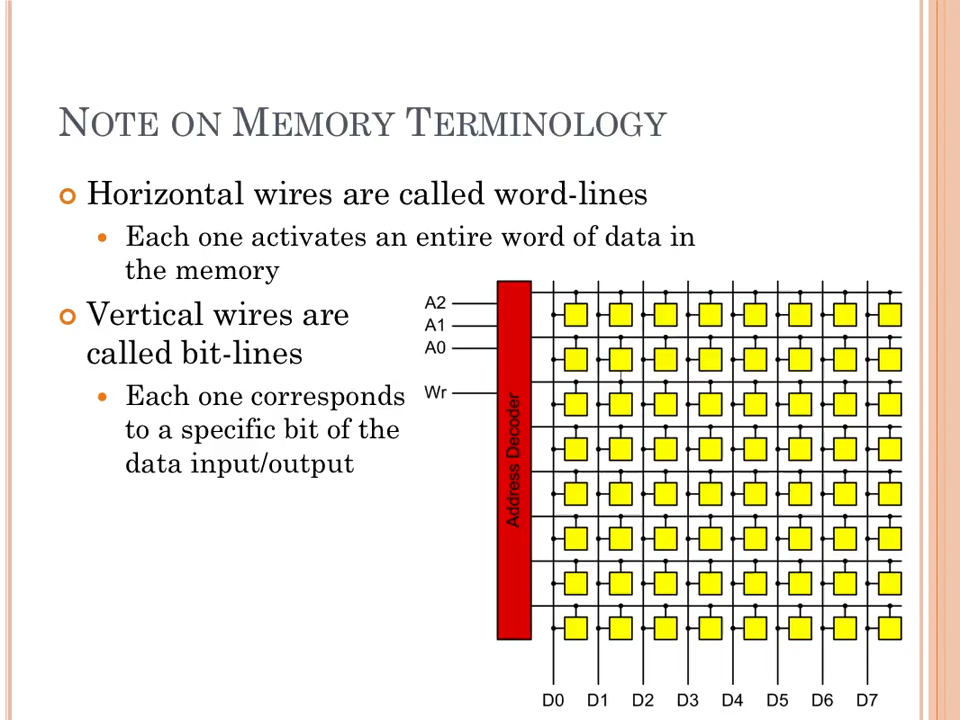 NOTE ON MEMORY TERMINOLOGY
Horizontal wires are called word-lines
Each one activates an entire word of data in
the memory
Vertical wires are
called bit-lines
Each one corresponds
to a specific bit of the
data input/output
A2
A1
A0
Wr
Address Decoder
D0 D1 D2 D3 D4 D5 D6 D7